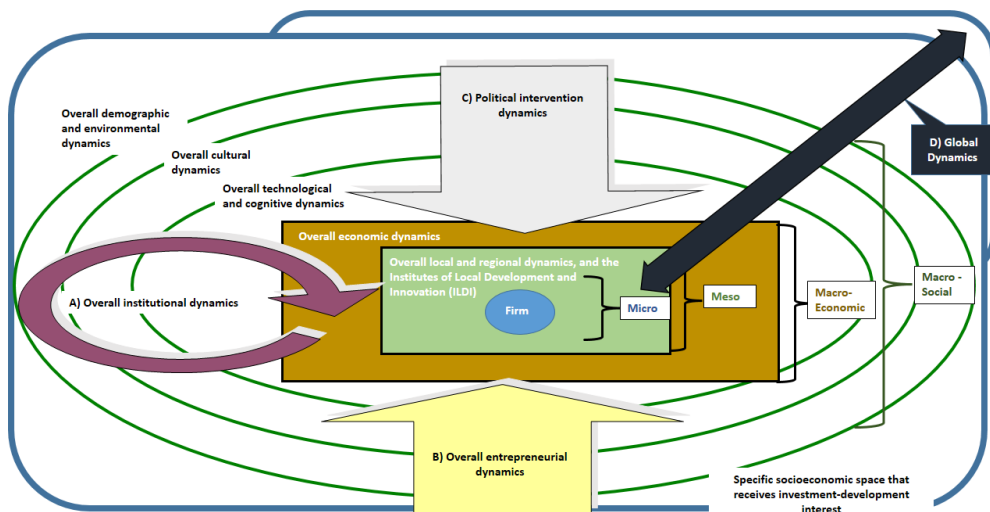 C) Political intervention
dynamics
Overall demographic
and environmental
dynamics
D) Global
Dynamics
Overall cultural
dynamics
Overall technological
and cognitive dynamics
Overall economic dynamics
Overall local and regional dynamics, and the
Institutes of Local Development and
Innovation (ILDI)
A) Overall institutional dynamics
Firm
Micro
Meso
Macro-
Economic
Macro -
Social
B) Overall entrepreneurial
dynamics
Specific socioeconomic space that
receives investment-development
interest